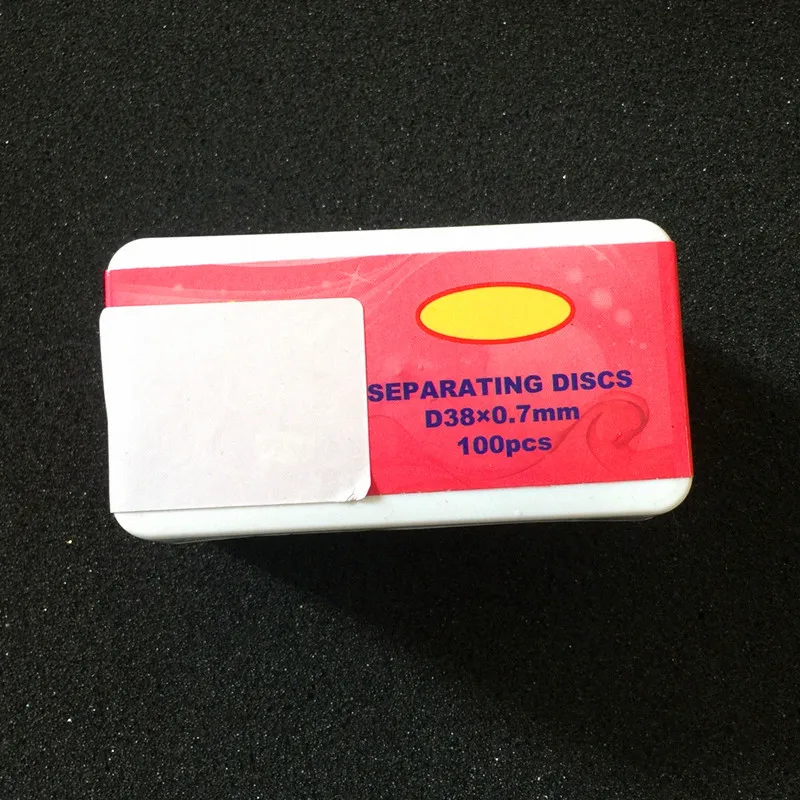 SEPARATING DISCS
D38×0.7mm
100pcs